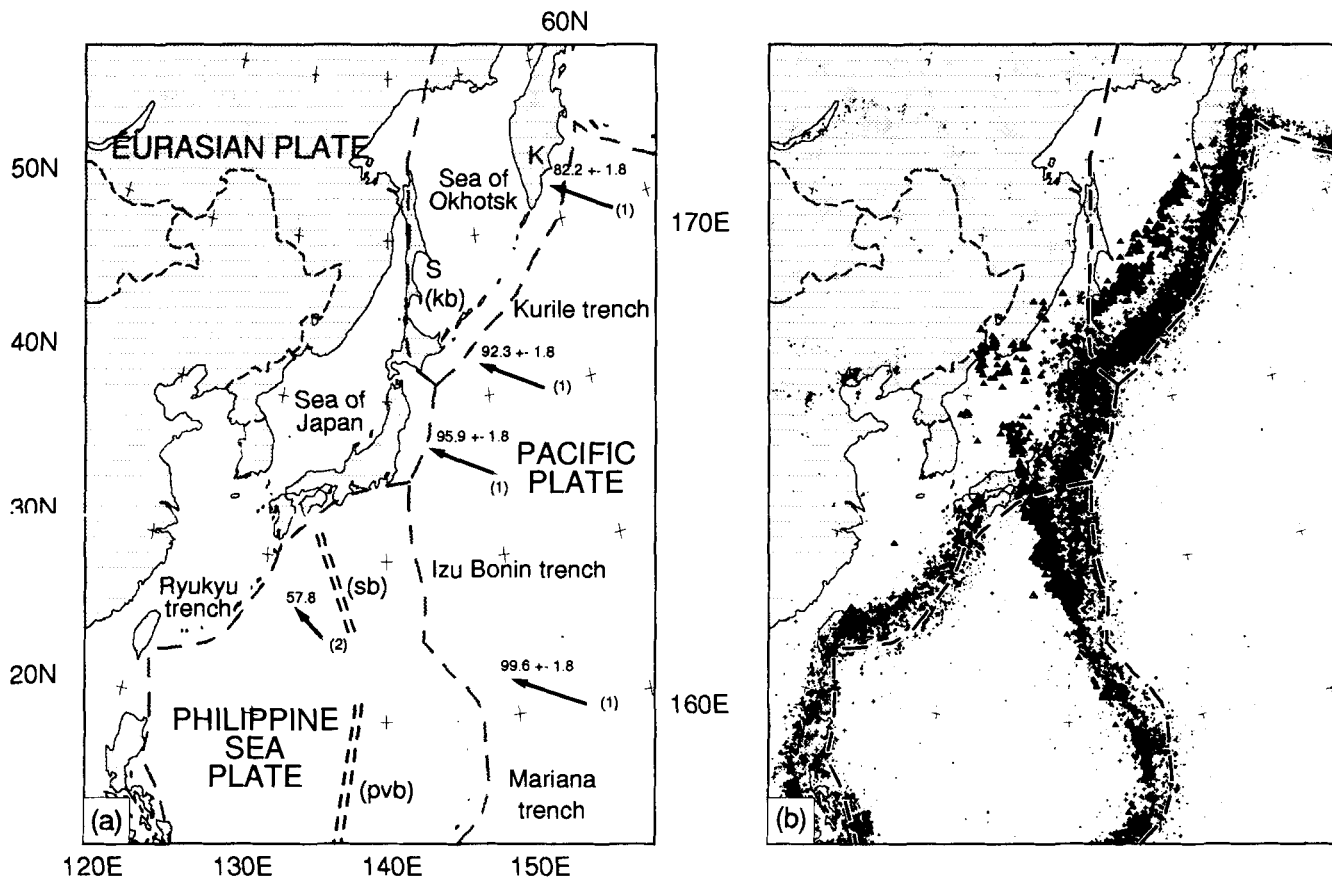 60N
50N
40N
30N
20N
EURASIAN PLATE
K
82.2 +- 1.8
(1)
Sea of
Okhotsk
170E
S
(kb)
Kurile trench
92.3 +- 1.8
(1)
Sea of
Japan
95.9 +- 1.8
(1)
PACIFIC
PLATE
Izu Bonin trench
Ryukyu
trench
(sb)
57.8
(2)
99.6 +- 1.8
(1)
160E
PHILIPPINE
SEA
PLATE
(pvb)
Mariana
trench
(a)
(b)
120E
130E
140E
150E